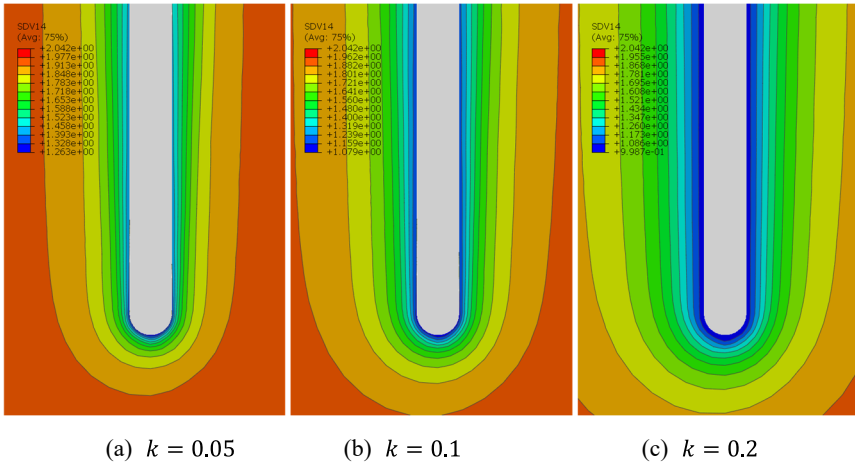 SDV14
(Avg: 75%)
+2.042e+00
+1.977e+00
+1.913e+00
+1.848e+00
+1.783e+00
+1.718e+00
+1.653e+00
+1.588e+00
+1.523e+00
+1.458e+00
+1.393e+00
+1.328e+00
+1.263e+00
SDV14
(Avg: 75%)
+2.042e+00
+1.962e+00
+1.882e+00
+1.801e+00
+1.721e+00
+1.641e+00
+1.560e+00
+1.480e+00
+1.400e+00
+1.319e+00
+1.239e+00
+1.159e+00
+1.079e+00
SDV14
(Avg: 75%)
+2.042e+00
+1.955e+00
+1.868e+00
+1.781e+00
+1.695e+00
+1.608e+00
+1.521e+00
+1.434e+00
+1.347e+00
+1.260e+00
+1.173e+00
+1.086e+00
+9.987e-01
(a) k = 0.05
(b) k = 0.1
(c) k = 0.2